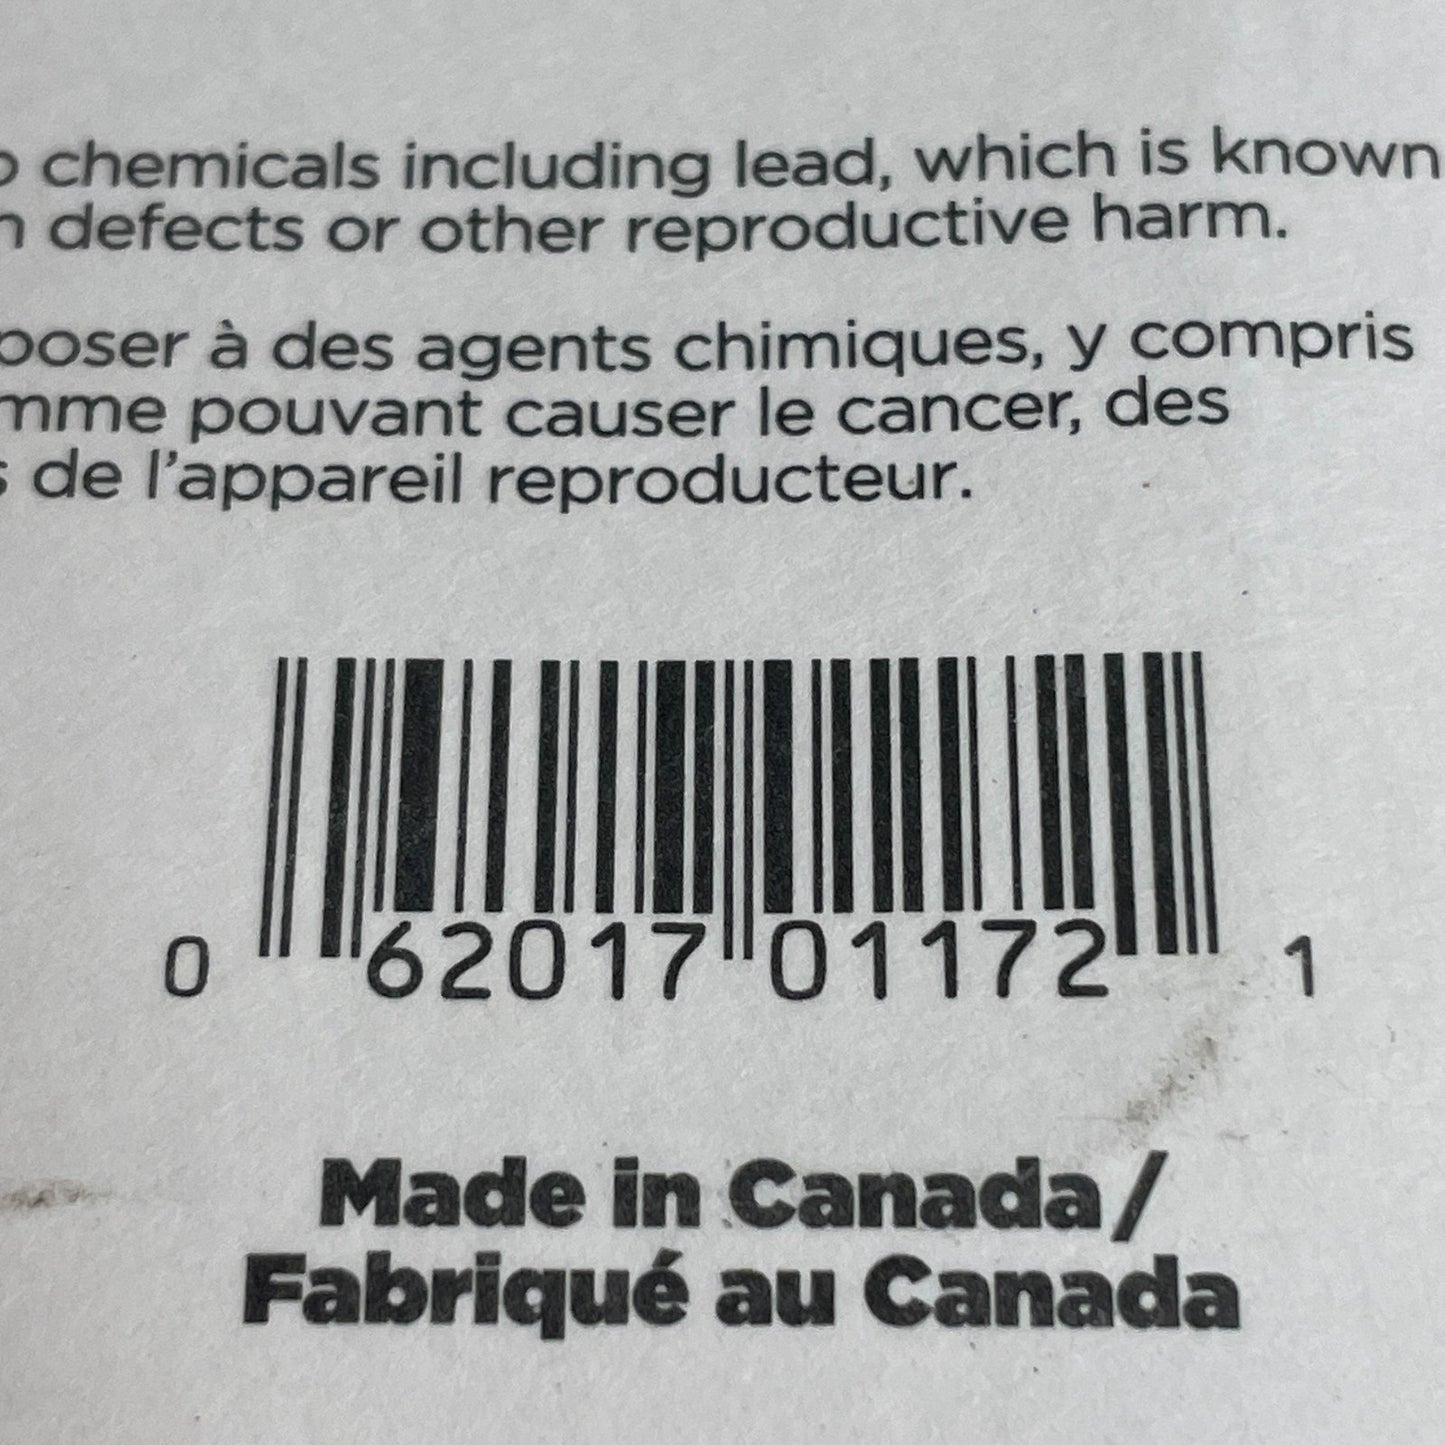 chemicals including lead, which is known
defects or other reproductive harm.
à des agents chimiques, y compris
pouvant causer le cancer, des
de l'appareil reproducteur.
0 62017 01172 1
Made in Canada/
Fabriqué au Canada